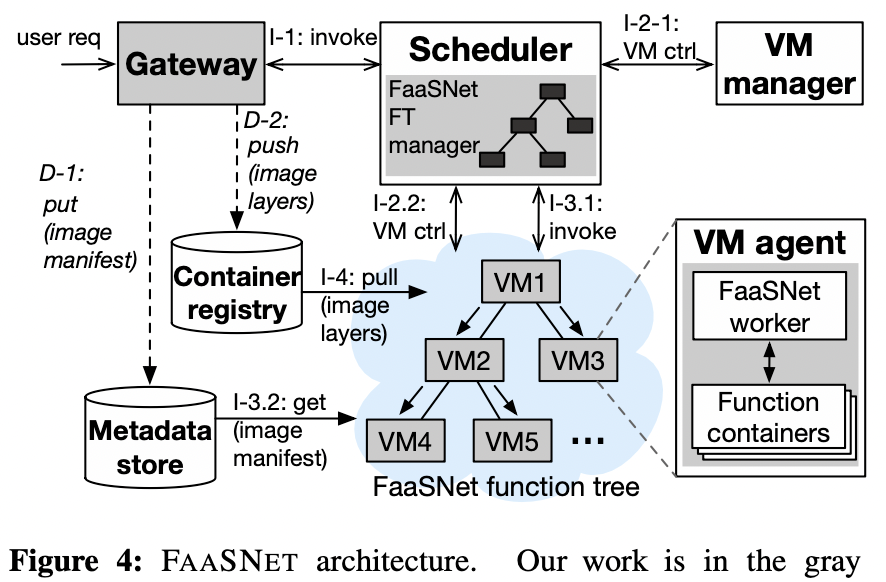 user req
Gateway
I-1: invoke
Scheduler
FaaSNet
FT
manager
I-2-1:
VM ctrl
VM
manager
D-1:
put
(image
manifest)
D-2:
push
(image
layers)
I-2.2:
VM ctrl
I-3.1:
invoke
Container
registry
I-4: pull
(image
layers)
VM1
VM2
VM3
VM4
VM5
...
Metadata
store
I-3.2: get
(image
manifest)
FaaSNet function tree
VM agent
FaaSNet
worker
Function
containers
Figure 4: FAASNET architecture. Our work is in the gray